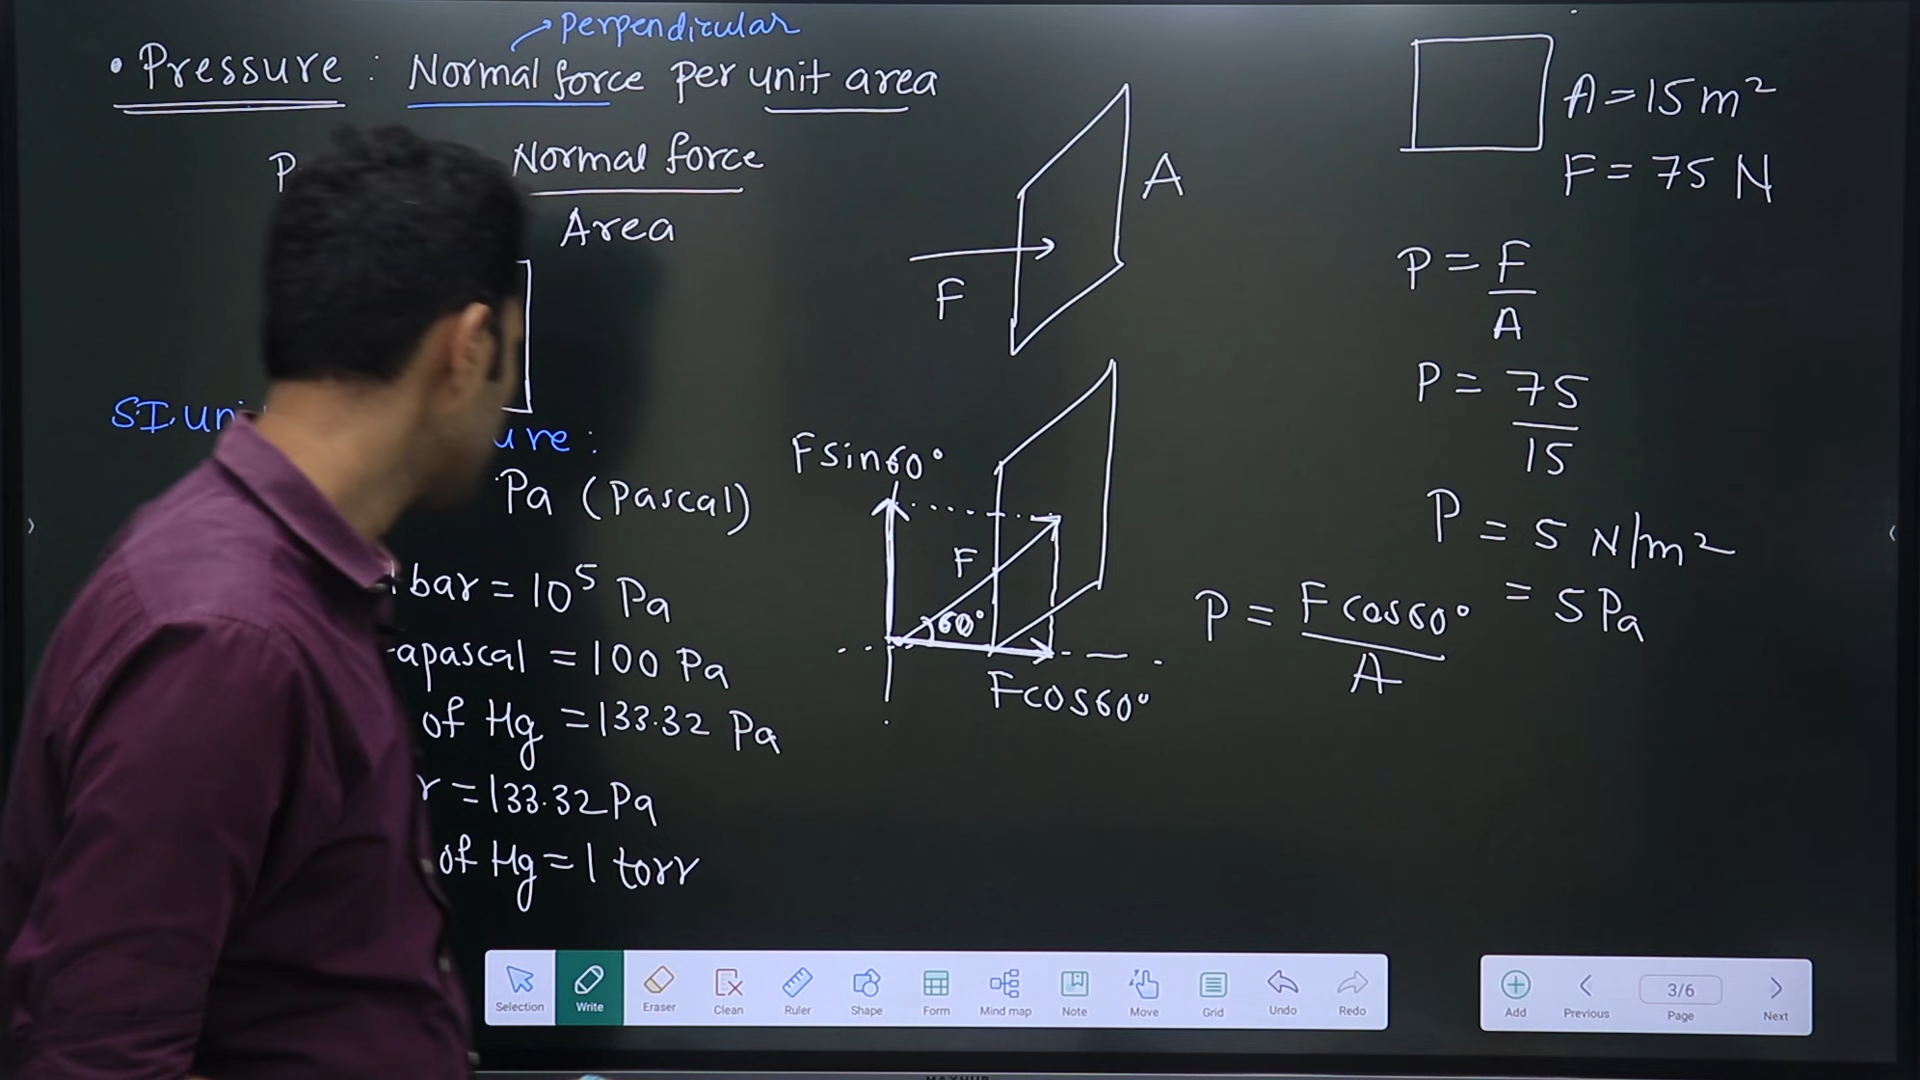 perpendicular
• Pressure : Normal force per unit area
P
Normal force
Area
SI uni
ure :
Pa (Pascal)
bar = 10⁵ Pa
apascal = 100 Pa
of Hg = 133.32 Pa
r = 133.32 Pa
of Hg = 1 torr
A
F
Fsin60°
F
60°
Fcos60°
P = Fcos60°
A
A = 15 m²
F = 75 N
P = F
A
P = 75
15
P = 5 N/m²
= 5 Pa
Selection Write Eraser Clean Ruler Shape Form Mind map Note Move Grid Undo Redo
3/6
Add Previous Page Next